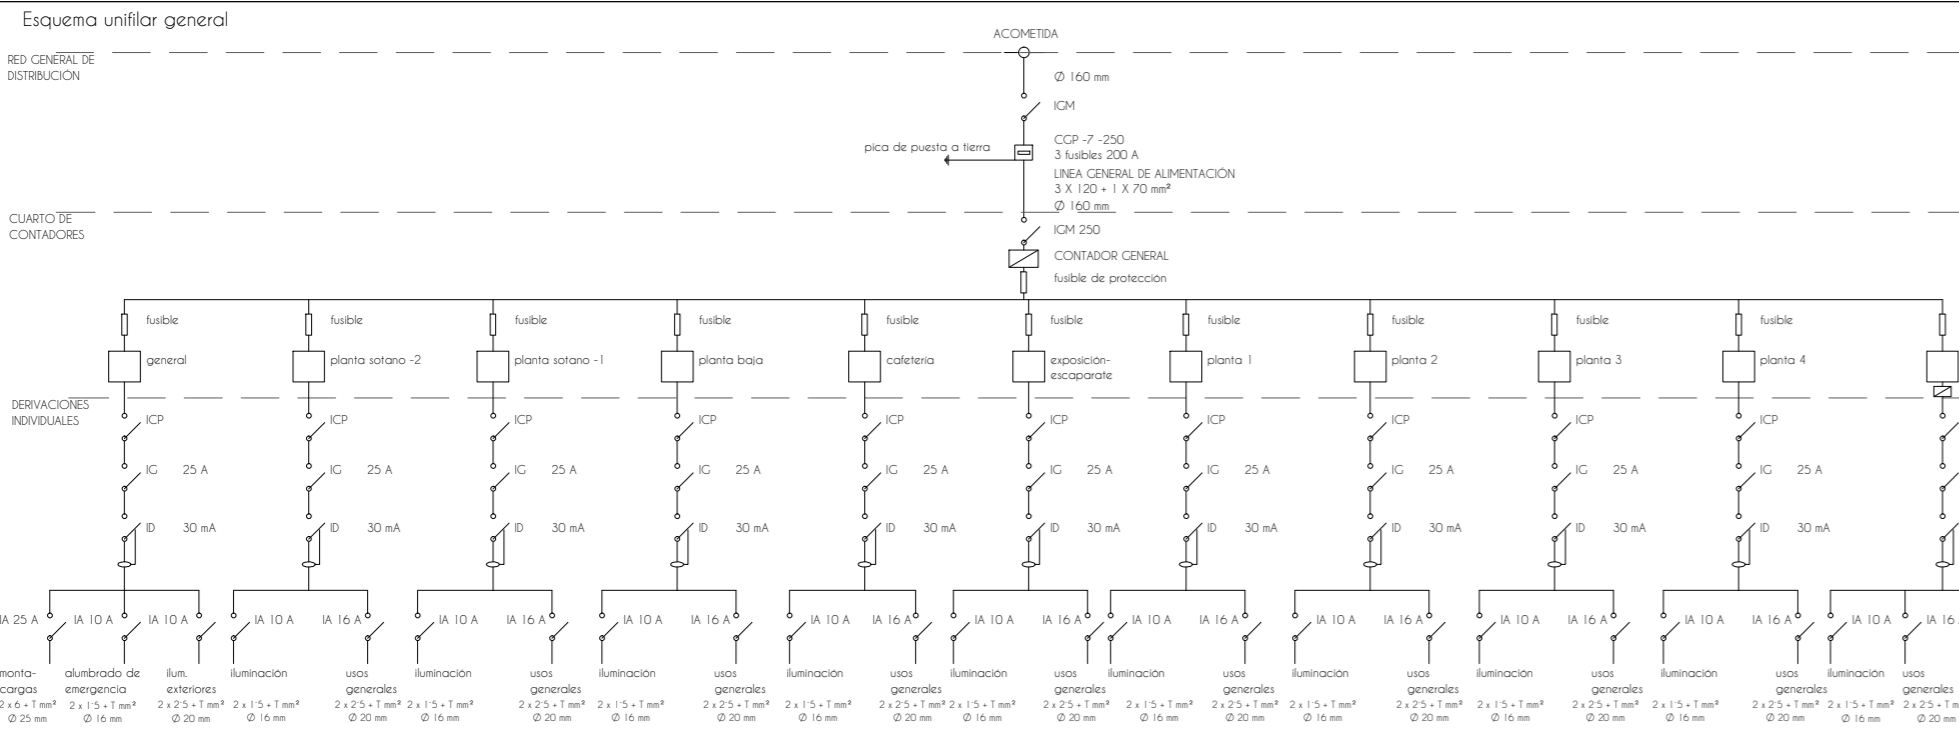 Esquema unifilar general
ACOMETIDA
RED GENERAL DE
DISTRIBUCIÓN
Ø 160 mm
IGM
pica de puesta a tierra
CGP -7 -250
3 fusibles 200 A
LINEA GENERAL DE ALIMENTACIÓN
3 X 120 + 1 X 70 mm²
Ø 160 mm
CUARTO DE
CONTADORES
IGM 250
CONTADOR GENERAL
fusible de protección
fusible fusible fusible fusible fusible fusible fusible fusible fusible fusible
general planta sotano -2 planta sotano -1 planta baja cafetería exposición- planta 1 planta 2 planta 3 planta 4
escaparate
DERIVACIONES
INDIVIDUALES
ICP ICP ICP ICP ICP ICP ICP ICP ICP ICP
IG 25 A IG 25 A IG 25 A IG 25 A IG 25 A IG 25 A IG 25 A IG 25 A IG 25 A IG 25 A
ID 30 mA ID 30 mA ID 30 mA ID 30 mA ID 30 mA ID 30 mA ID 30 mA ID 30 mA ID 30 mA ID 30 mA
IA 25 A IA 10 A IA 10 A IA 10 A IA 16 A IA 10 A IA 16 A IA 10 A IA 16 A IA 10 A IA 16 A IA 10 A IA 16 A IA 10 A IA 16 A IA 10 A IA 16 A IA 10 A IA 16 A IA 10 A IA 16 A IA 10 A IA 16
monta- alumbrado de ilum. iluminación usos iluminación usos iluminación usos iluminación usos iluminación usos iluminación usos iluminación usos iluminación usos iluminación usos iluminación usos
cargas emergencia exteriores generales generales generales generales generales generales generales generales generales generales
2 x 6 + T mm² 2 x 1'5 + T mm² 2 x 2'5 + T mm² 2 x 1'5 + T mm² 2 x 2'5 + T mm² 2 x 1'5 + T mm² 2 x 2'5 + T mm² 2 x 1'5 + T mm² 2 x 2'5 + T mm² 2 x 1'5 + T mm² 2 x 2'5 + T mm² 2 x 1'5 + T mm² 2 x 2'5 + T mm² 2 x 1'5 + T mm² 2 x 2'5 + T mm² 2 x 1'5 + T mm² 2 x 2'5 + T mm² 2 x 1'5 + T mm² 2 x 2'5 + T mm² 2 x 1'5 + T mm² 2 x 2'5 + T mm² 2 x 1'5 + T mm² 2 x 2'5 + T m
Ø 25 mm Ø 16 mm Ø 20 mm Ø 16 mm Ø 20 mm Ø 16 mm Ø 20 mm Ø 16 mm Ø 20 mm Ø 16 mm Ø 20 mm Ø 16 mm Ø 20 mm Ø 16 mm Ø 20 mm Ø 16 mm Ø 20 mm Ø 16 mm Ø 20 mm Ø 16 mm Ø 20 mm Ø 16 mm Ø 20 mm